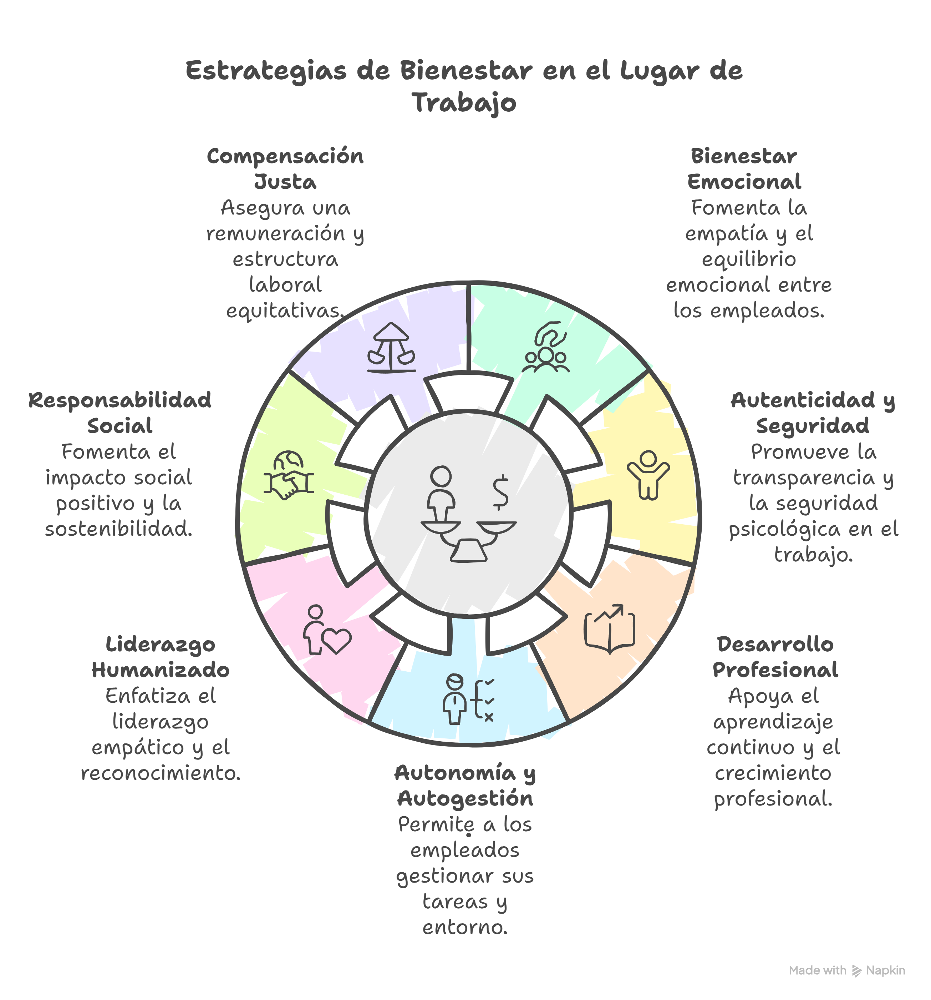 Estrategias de Bienestar en el Lugar de
Trabajo
Compensación
Justa
Asegura una
remuneración y
estructura
laboral
equitativas.
Bienestar
Emocional
Fomenta la
empatía y el
equilibrio
emocional entre
los empleados.
Responsabilidad
Social
Fomenta el
impacto social
positivo y la
sostenibilidad.
Autenticidad y
Seguridad
Promueve la
transparencia y
la seguridad
psicológica en el
trabajo.
$
Liderazgo
Humanizado
Enfatiza el
liderazgo
empático y el
reconocimiento.
Desarrollo
Profesional
Apoya el
aprendizaje
continuo y el
crecimiento
profesional.
Autonomía y
Autogestión
Permite a los
empleados
gestionar sus
tareas y
entorno.
Made with Napkin